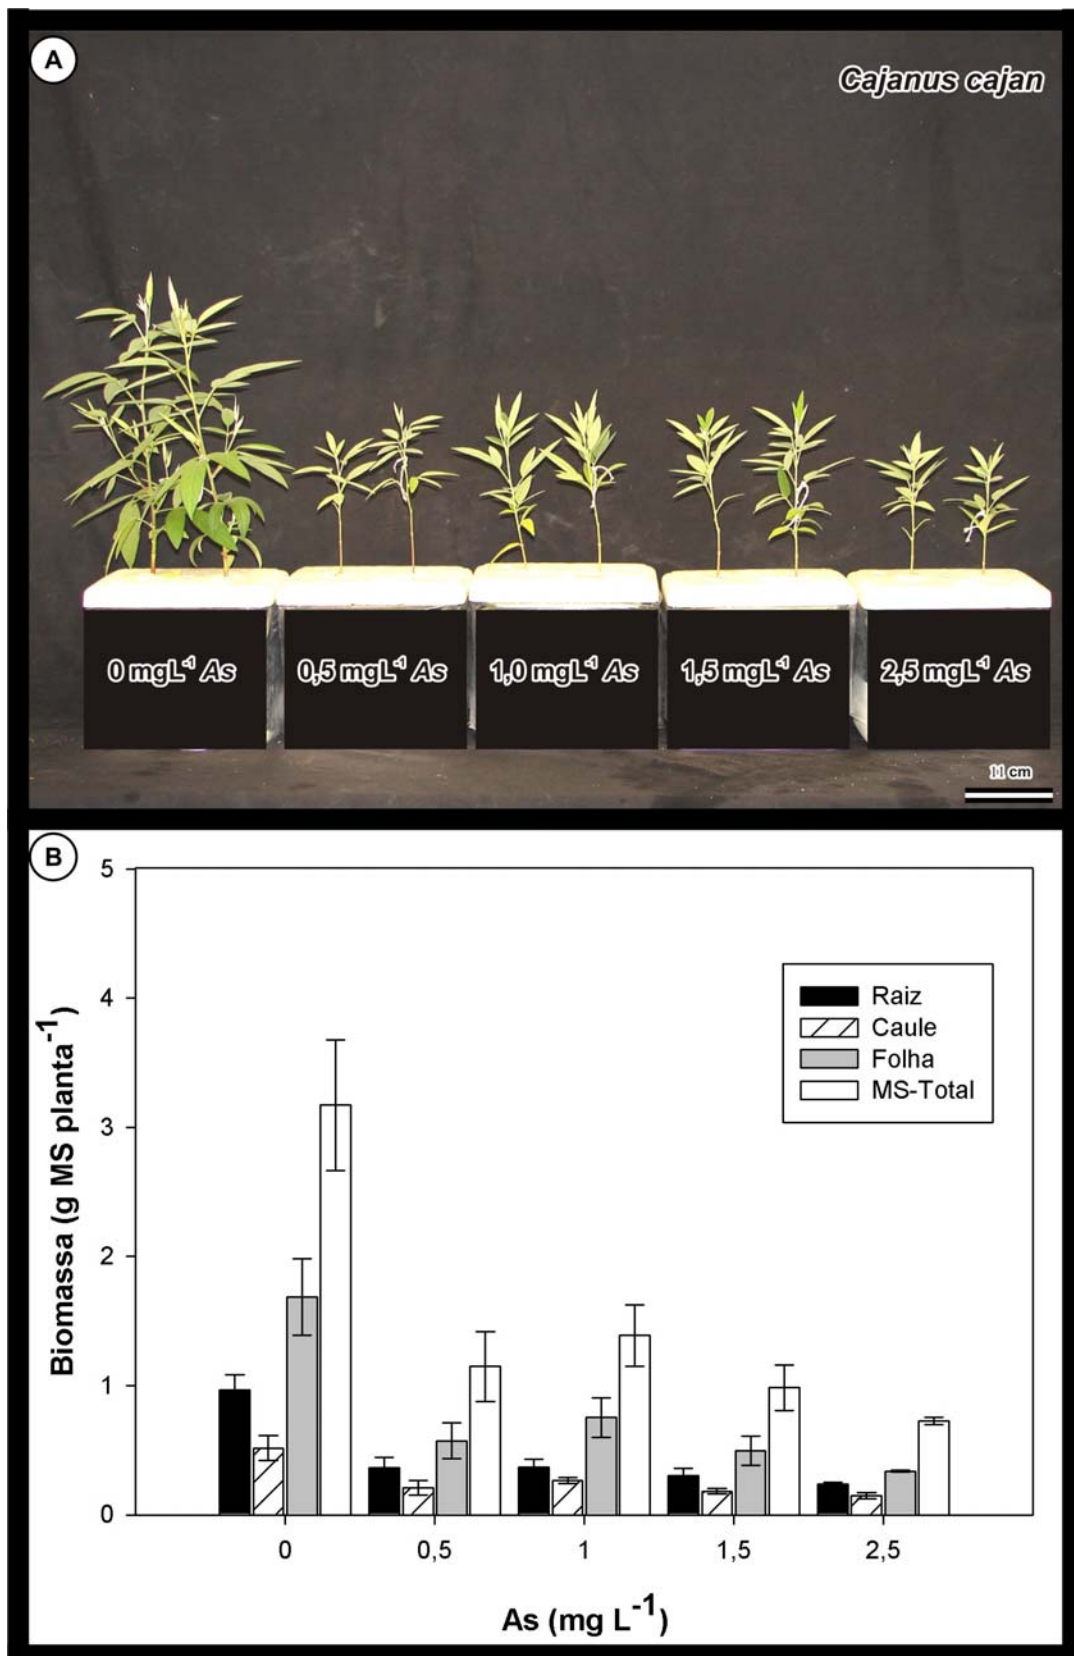 A
Cajanus cajan
0 mgL⁻¹ As
0,5 mgL⁻¹ As
1,0 mgL⁻¹ As
1,5 mgL⁻¹ As
2,5 mgL⁻¹ As
11 cm
B
Biomassa (g MS planta⁻¹)
5
4
3
2
1
0
Raiz
Caule
Folha
MS-Total
0
0,5
1
1,5
2,5
As (mg L⁻¹)